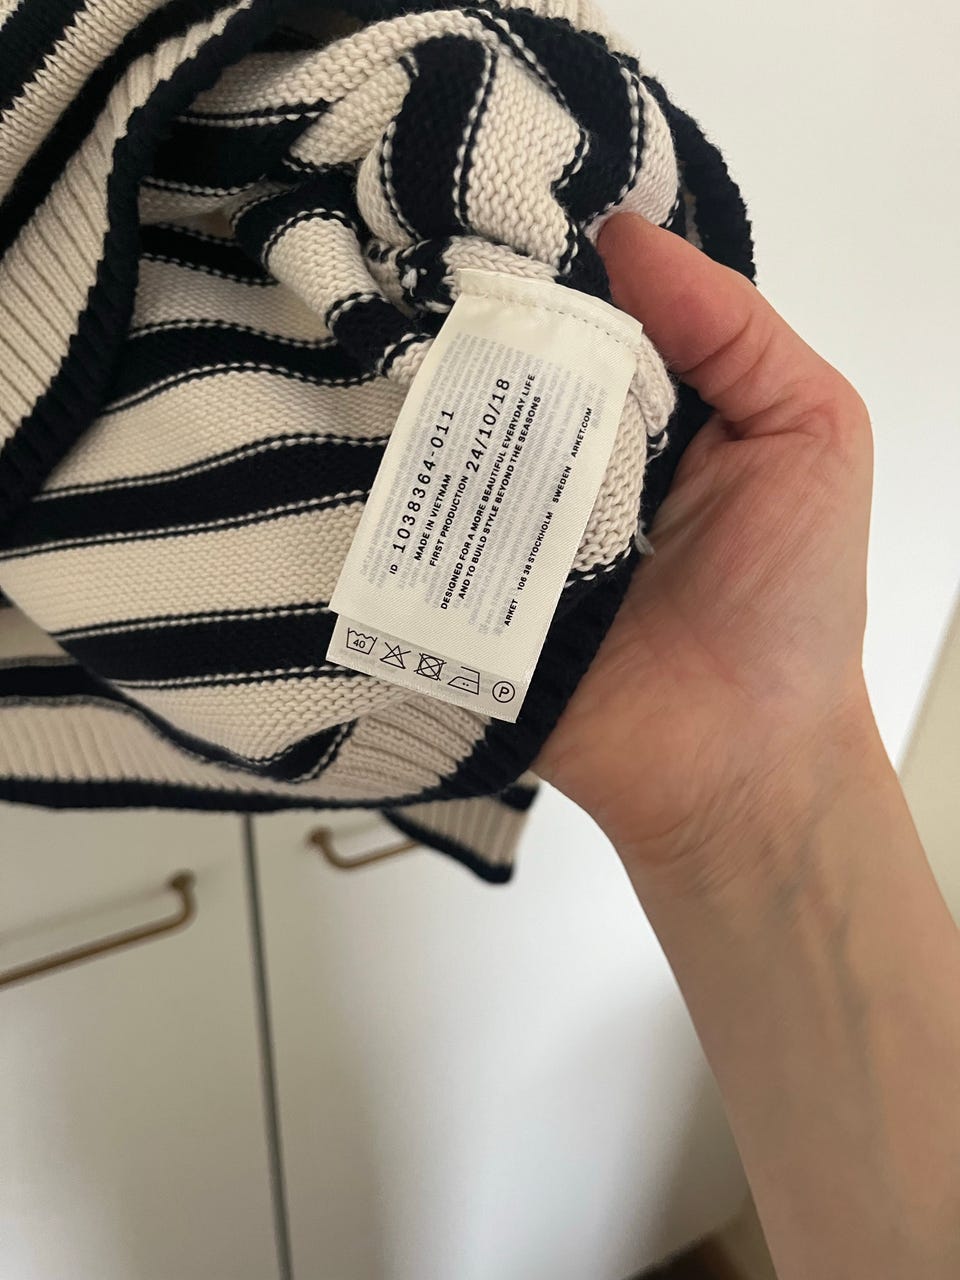 ID 1038364-011
MADE IN VIETNAM
FIRST PRODUCTION 24/10/18
DESIGNED FOR A MORE BEAUTIFUL EVERYDAY LIFE
AND TO BUILD STYLE BEYOND THE SEASONS
ARKET 106 38 STOCKHOLM SWEDEN ARKET.COM
40
P